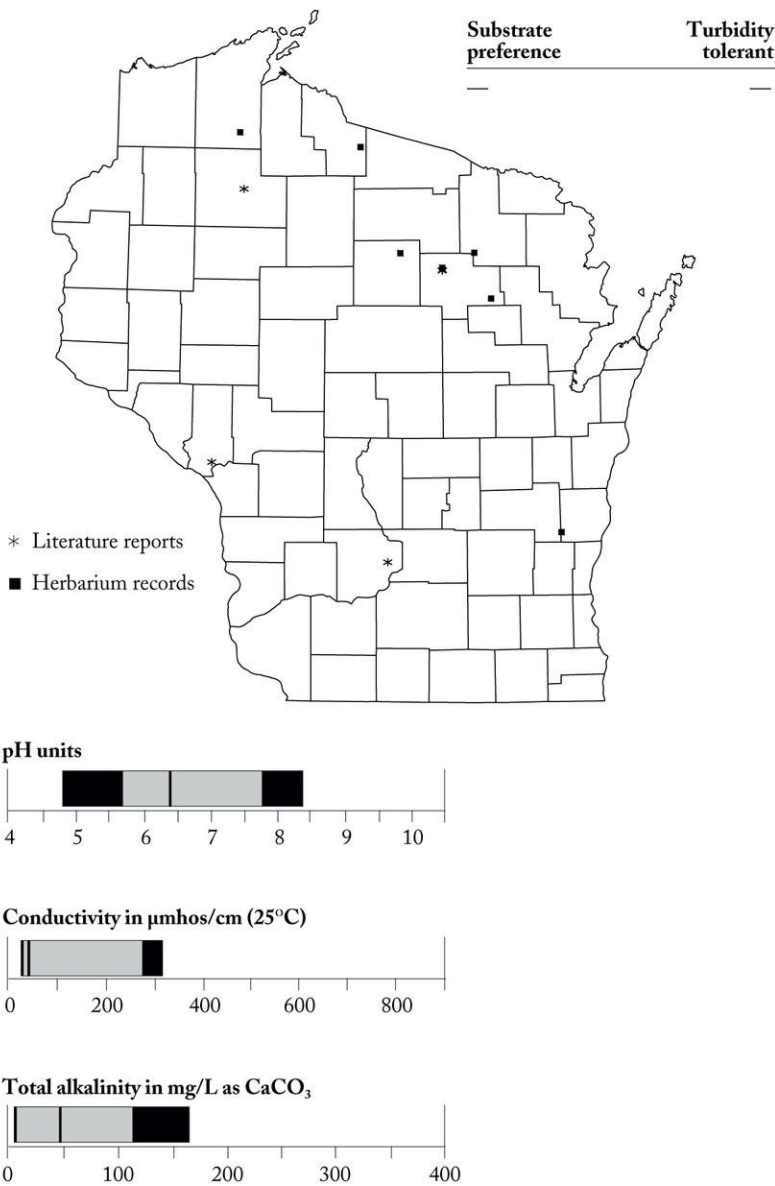 Substrate preference
Turbidity tolerant
— —
* Literature reports
■ Herbarium records
pH units
4 5 6 7 8 9 10
Conductivity in µmhos/cm (25°C)
0 200 400 600 800
Total alkalinity in mg/L as CaCO₃
0 100 200 300 400